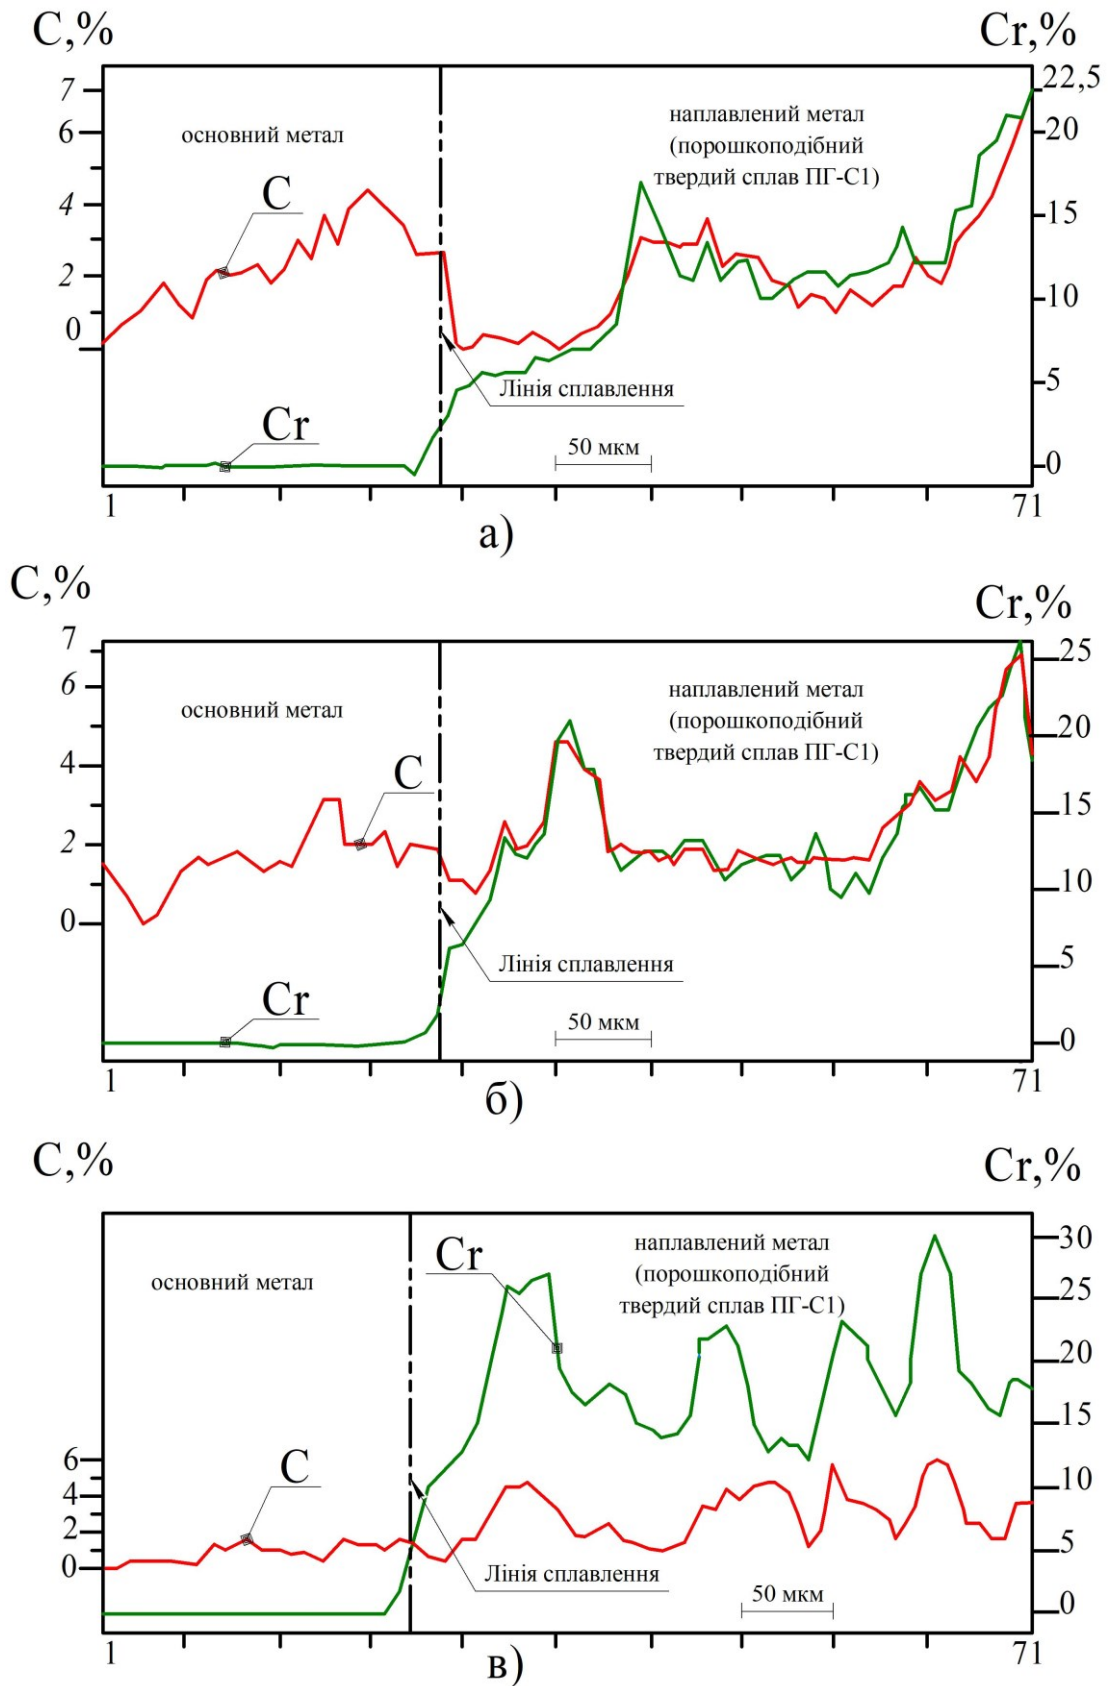 C,%
Cr,%
7
6
4
2
0
22,5
20
15
10
5
0
основний метал
наплавлений метал
(порошкоподібний
твердий сплав ПГ-С1)
C
Cr
Лінія сплавлення
50 мкм
1
71
а)
C,%
Cr,%
7
6
4
2
0
25
20
15
10
5
0
основний метал
наплавлений метал
(порошкоподібний
твердий сплав ПГ-С1)
C
Cr
Лінія сплавлення
50 мкм
1
71
б)
C,%
Cr,%
6
4
2
0
30
25
20
15
10
5
0
основний метал
наплавлений метал
(порошкоподібний
твердий сплав ПГ-С1)
Cr
C
Лінія сплавлення
50 мкм
1
71
в)